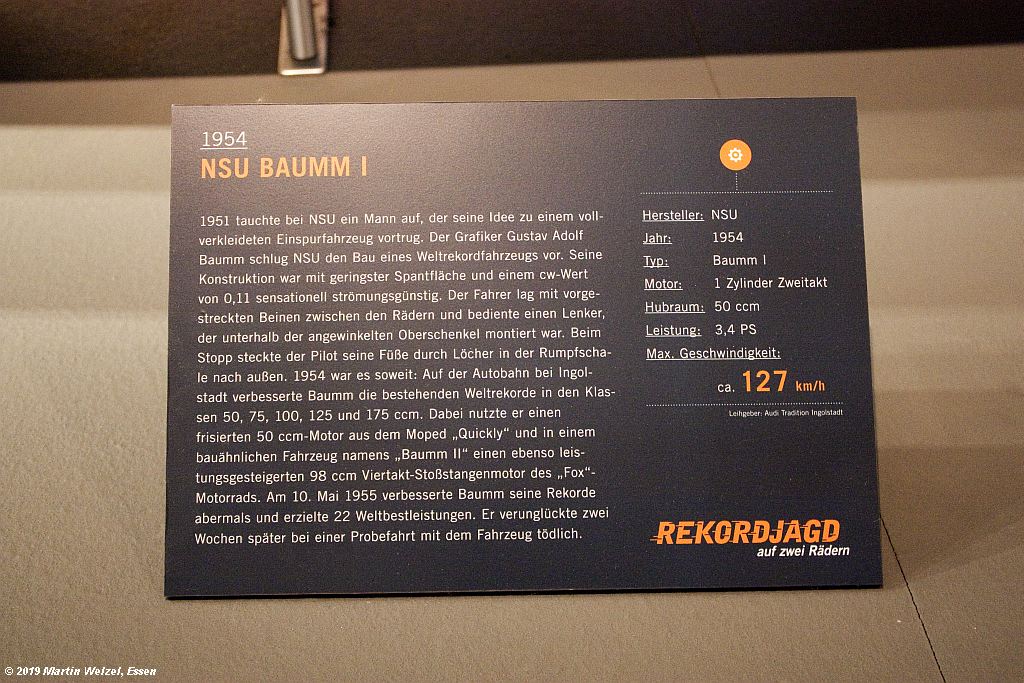 1954
NSU BAUMM I
1951 tauchte bei NSU ein Mann auf, der seine Idee zu einem voll-
verkleideten Einspurfahrzeug vortrug. Der Grafiker Gustav Adolf
Baumm schlug NSU den Bau eines Weltrekordfahrzeugs vor. Seine
Konstruktion war mit geringster Spantfläche und einem cw-Wert
von 0,11 sensationell strömungsgünstig. Der Fahrer lag mit vorge-
streckten Beinen zwischen den Rädern und bediente einen Lenker,
der unterhalb der angewinkelten Oberschenkel montiert war. Beim
Stopp steckte der Pilot seine Füße durch Löcher in der Rumpfscha-
le nach außen. 1954 war es soweit: Auf der Autobahn bei Ingol-
stadt verbesserte Baumm die bestehenden Weltrekorde in den Klas-
sen 50, 75, 100, 125 und 175 ccm. Dabei nutzte er einen
frisierten 50 ccm-Motor aus dem Moped „Quickly“ und in einem
bauähnlichen Fahrzeug namens „Baumm II“ einen ebenso leis-
tungsgesteigerten 98 ccm Viertakt-Stoßstangenmotor des „Fox“-
Motorrads. Am 10. Mai 1955 verbesserte Baumm seine Rekorde
abermals und erzielte 22 Weltbestleistungen. Er verunglückte zwei
Wochen später bei einer Probefahrt mit dem Fahrzeug tödlich.
Hersteller: NSU
Jahr: 1954
Typ: Baumm I
Motor: 1 Zylinder Zweitakt
Hubraum: 50 ccm
Leistung: 3,4 PS
Max. Geschwindigkeit:
ca. 127 km/h
Leihgeber: Audi Tradition Ingolstadt
REKORDJAGD
auf zwei Rädern
© 2019 Martin Welzel, Essen